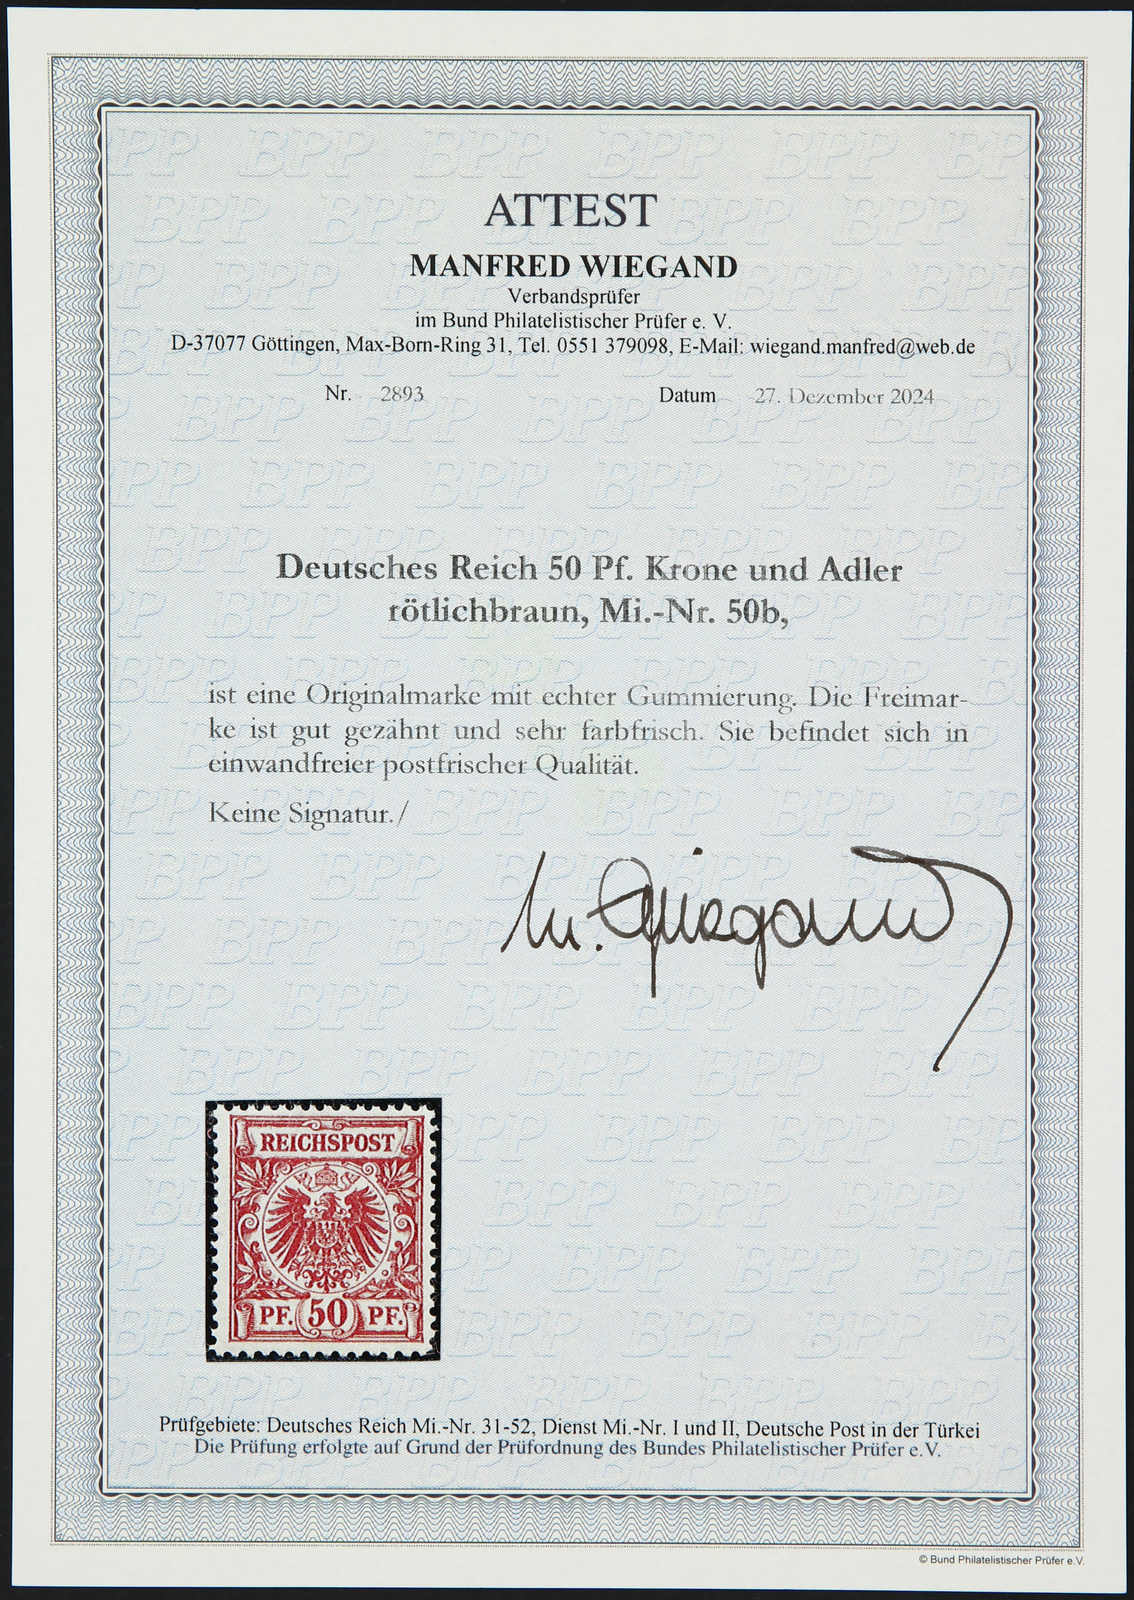 ATTEST
MANFRED WIEGAND
Verbandsprüfer
im Bund Philatelistischer Prüfer e. V.
D-37077 Göttingen, Max-Born-Ring 31, Tel. 0551 379098, E-Mail: wiegand.manfred@web.de
Nr. 2893 Datum 27. Dezember 2024
Deutsches Reich 50 Pf. Krone und Adler
rötlichbraun, Mi.-Nr. 50b,
ist eine Originalmarke mit echter Gummierung. Die Freimar-
ke ist gut gezähnt und sehr farbfrisch. Sie befindet sich in
einwandfreier postfrischer Qualität.
Keine Signatur./
M. Wiegand
REICHSPOST
PF. 50 PF.
Prüfgebiete: Deutsches Reich Mi.-Nr. 31-52, Dienst Mi.-Nr. I und II, Deutsche Post in der Türkei
Die Prüfung erfolgte auf Grund der Prüfordnung des Bundes Philatelistischer Prüfer e.V.
© Bund Philatelistischer Prüfer e.V.